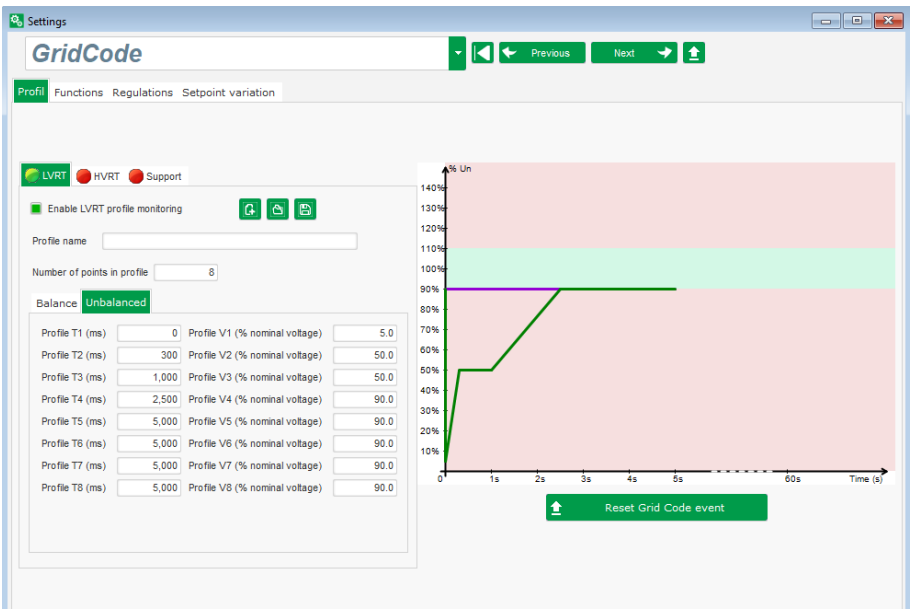 Settings
GridCode
Previous
Next
Profil Functions Regulations Setpoint variation
LVRT HVRT Support
Enable LVRT profile monitoring
Profile name
Number of points in profile 8
Balance Unbalanced
Profile T1 (ms) 0 Profile V1 (% nominal voltage) 5.0
Profile T2 (ms) 300 Profile V2 (% nominal voltage) 50.0
Profile T3 (ms) 1,000 Profile V3 (% nominal voltage) 50.0
Profile T4 (ms) 2,500 Profile V4 (% nominal voltage) 90.0
Profile T5 (ms) 5,000 Profile V5 (% nominal voltage) 90.0
Profile T6 (ms) 5,000 Profile V6 (% nominal voltage) 90.0
Profile T7 (ms) 5,000 Profile V7 (% nominal voltage) 90.0
Profile T8 (ms) 5,000 Profile V8 (% nominal voltage) 90.0
% Un
140%
130%
120%
110%
100%
90%
80%
70%
60%
50%
40%
30%
20%
10%
0 1s 2s 3s 4s 5s 60s Time (s)
Reset Grid Code event